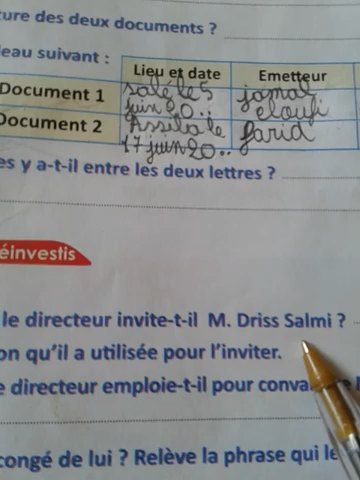 ture des deux documents ?
eau suivant :
Lieu et date Emetteur
Document 1 salé le 5 juin 20.. jamal eloufi
Document 2 Assila le 17 juin 20.. farid
es y a-t-il entre les deux lettres ?
éinvestis
le directeur invite-t-il M. Driss Salmi ?
on qu'il a utilisée pour l'inviter.
e directeur emploie-t-il pour conva
congé de lui ? Relève la phrase qui le